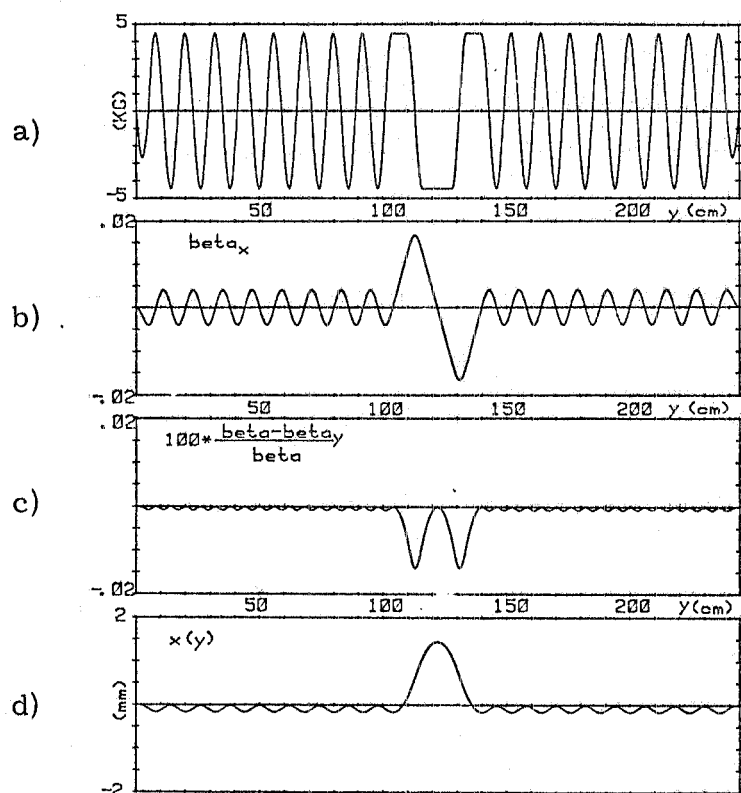 a)
5
(KG)
-5
50 100 150 200 y (cm)
b)
.02
beta_x
-.02
50 100 150 200 y (cm)
c)
.02
100* beta-beta_y
beta
-.02
50 100 150 200 y(cm)
d)
2
x (y)
(mm)
-2